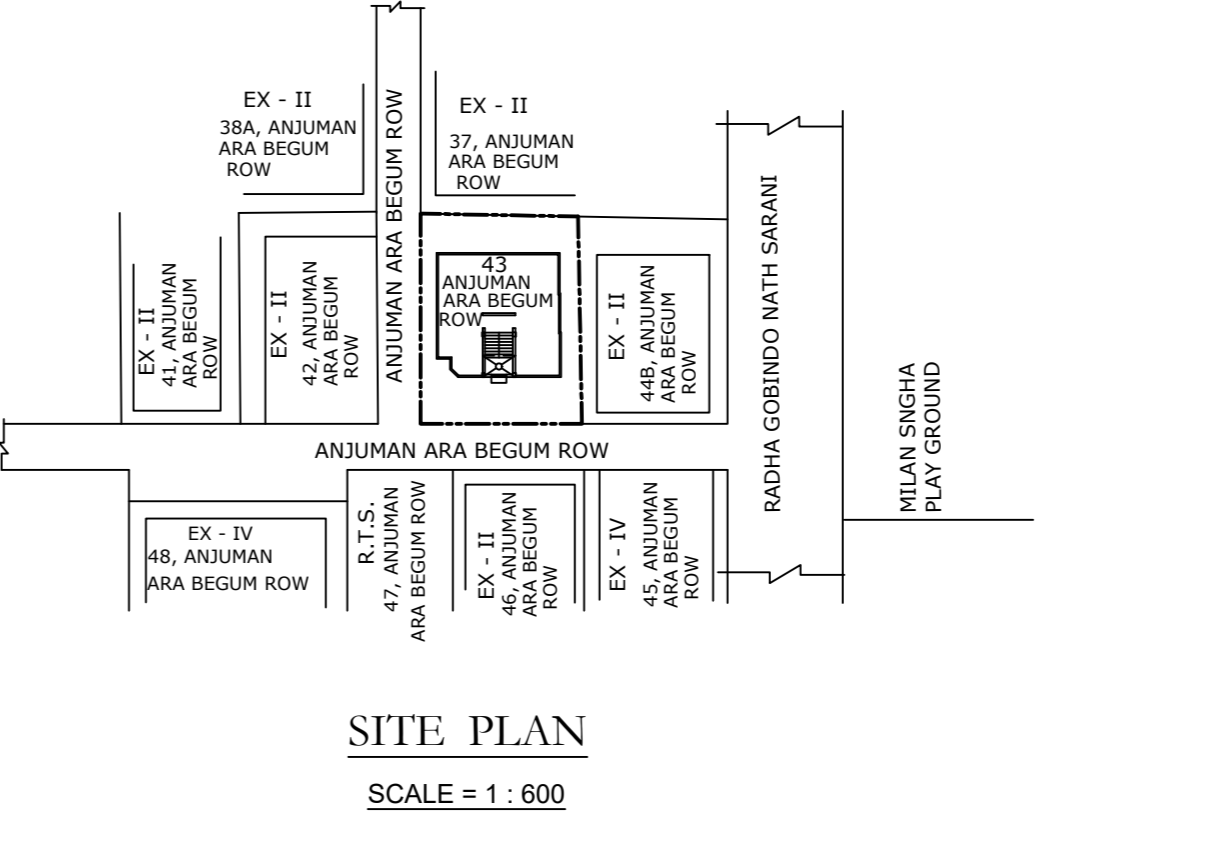 EX - II
38A, ANJUMAN
ARA BEGUM
ROW
ANJUMAN ARA BEGUM ROW
EX - II
37, ANJUMAN
ARA BEGUM
ROW
EX - II
41, ANJUMAN
ARA BEGUM
ROW
EX - II
42, ANJUMAN
ARA BEGUM
ROW
43
ANJUMAN
ARA BEGUM
ROW
EX - II
44B, ANJUMAN
ARA BEGUM
ROW
RADHA GOBINDO NATH SARANI
MILAN SNGHA
PLAY GROUND
ANJUMAN ARA BEGUM ROW
EX - IV
48, ANJUMAN
ARA BEGUM ROW
R.T.S.
47, ANJUMAN
ARA BEGUM ROW
EX - II
46, ANJUMAN
ARA BEGUM
ROW
EX - IV
45, ANJUMAN
ARA BEGUM
ROW
SITE PLAN
SCALE = 1 : 600